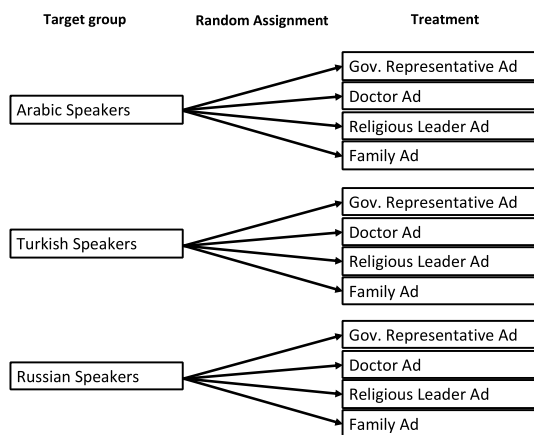 Target group Random Assignment Treatment
Gov. Representative Ad
Doctor Ad
Arabic Speakers
Religious Leader Ad
Family Ad
Gov. Representative Ad
Doctor Ad
Turkish Speakers
Religious Leader Ad
Family Ad
Gov. Representative Ad
Doctor Ad
Russian Speakers
Religious Leader Ad
Family Ad